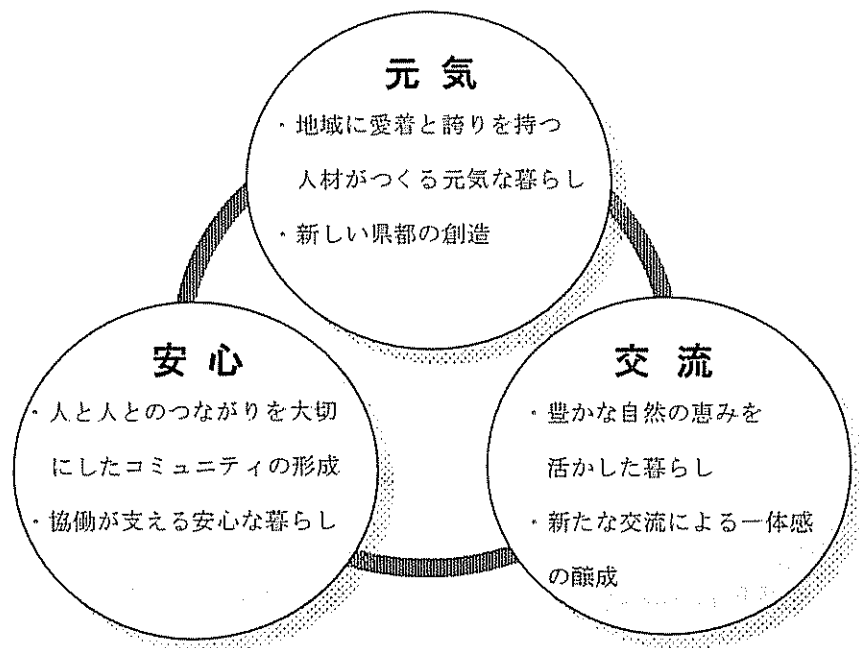 元気
・地域に愛着と誇りを持つ
人材がつくる元気な暮らし
・新しい県都の創造
安心
・人と人とのつながりを大切
にしたコミュニティの形成
・協働が支える安心な暮らし
交流
・豊かな自然の恵みを
活かした暮らし
・新たな交流による一体感
の醸成